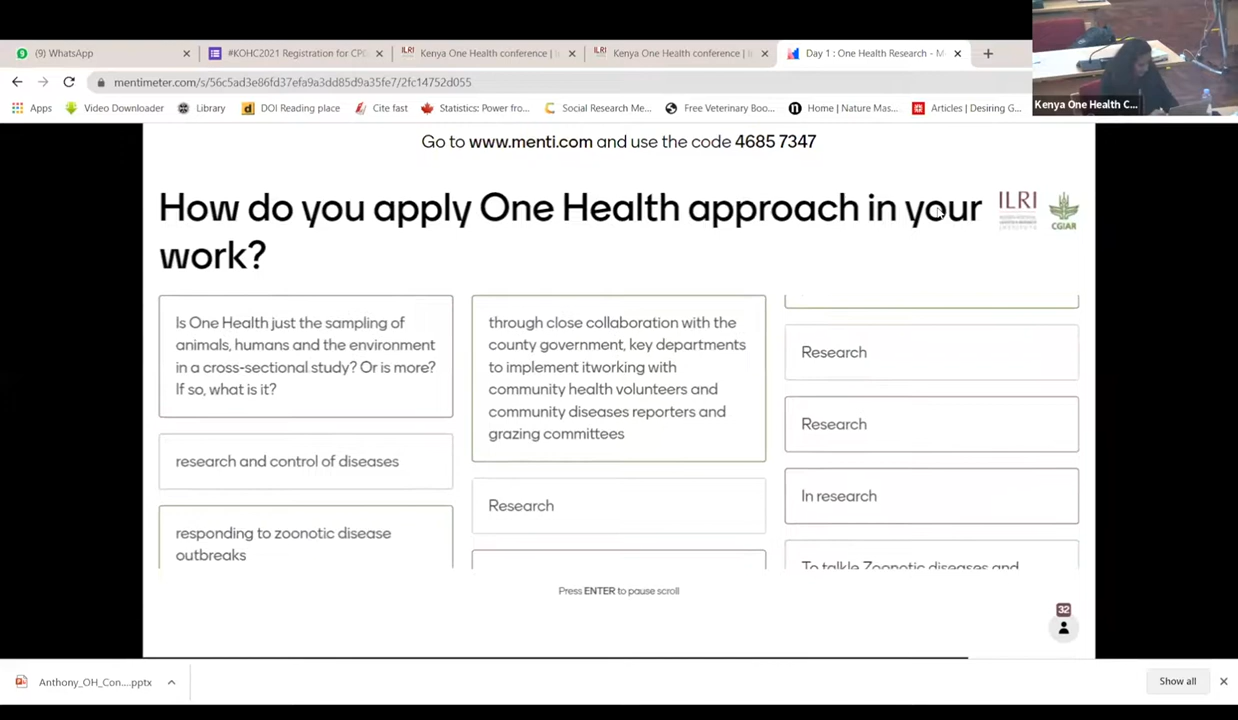 (9) WhatsApp
#KOHC2021 Registration for CPD
Kenya One Health conference | I
Kenya One Health conference | I
Day 1 : One Health Research - M
mentimeter.com/s/56c5ad3e86fd37efa9a3dd85d9a35fe7/2fc14752d055
Apps
Video Downloader
Library
DOI Reading place
Cite fast
Statistics: Power fro...
Social Research Me...
Free Veterinary Boo...
Home | Nature Mas...
Articles | Desiring G...
Kenya One Health C...
Go to www.menti.com and use the code 4685 7347
How do you apply One Health approach in your
work?
ILRI
CGIAR
Is One Health just the sampling of
animals, humans and the environment
in a cross-sectional study? Or is more?
If so, what is it?
research and control of diseases
responding to zoonotic disease
outbreaks
through close collaboration with the
county government, key departments
to implement itworking with
community health volunteers and
community diseases reporters and
grazing committees
Research
Research
Research
In research
To talkle Zoonotic diseases and
Press ENTER to pause scroll
32
Anthony_OH_Con....pptx
Show all